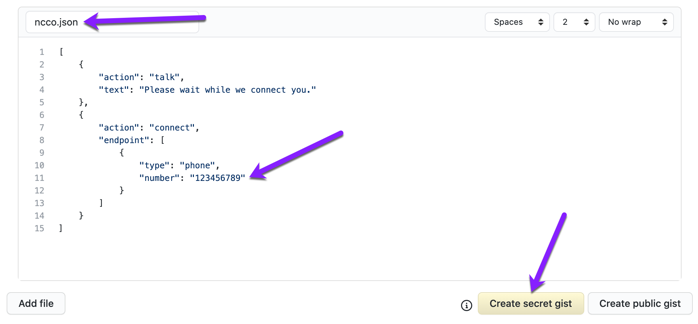 ncco.json Spaces 2 No wrap
1 [
2 {
3 "action": "talk",
4 "text": "Please wait while we connect you."
5 },
6 {
7 "action": "connect",
8 "endpoint": [
9 {
10 "type": "phone",
11 "number": "123456789"
12 }
13 ]
14 }
15 ]
Add file Create secret gist Create public gist